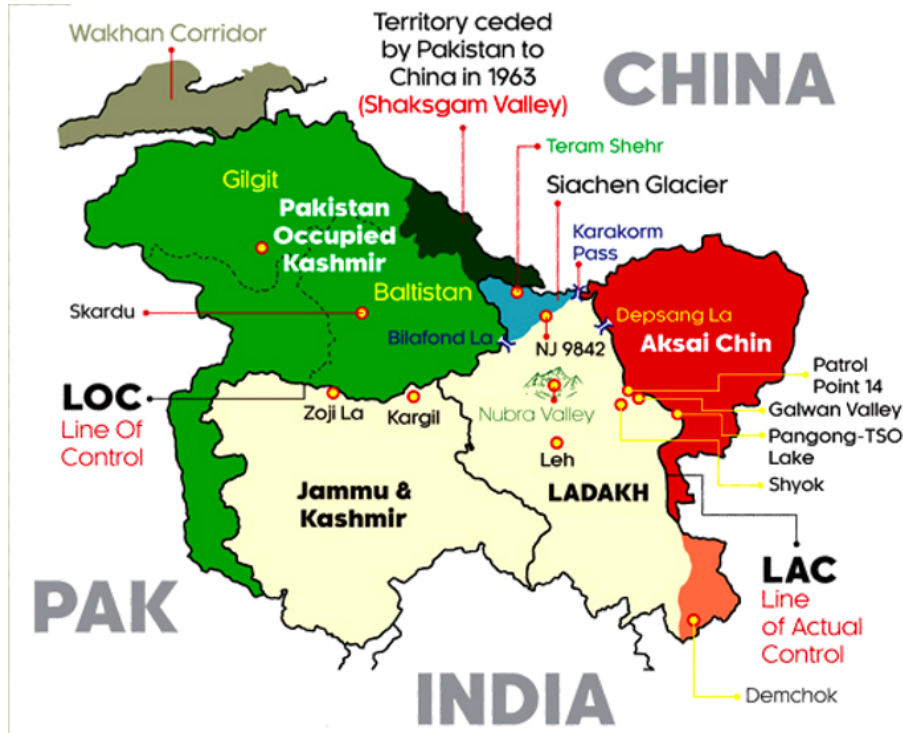 Wakhan Corridor
Territory ceded
by Pakistan to
China in 1963
(Shaksgam Valley)
CHINA
Teram Shehr
Siachen Glacier
Gilgit
Pakistan
Occupied
Kashmir
Karakorm
Pass
Baltistan
Skardu
Bilafond La
NJ 9842
Depsang La
Aksai Chin
LOC
Line Of
Control
Zoji La
Kargil
Nubra Valley
Leh
Patrol
Point 14
Galwan Valley
Pangong-TSO
Lake
Shyok
Jammu &
Kashmir
LADAKH
LAC
Line
of Actual
Control
PAK
INDIA
Demchok